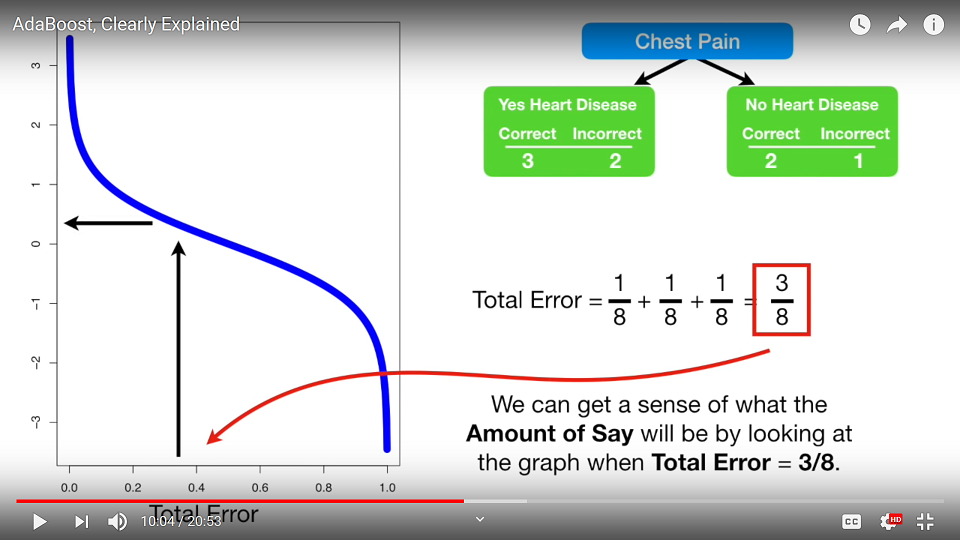 AdaBoost, Clearly Explained
3
2
1
0
-1
-2
-3
0.0 0.2 0.4 0.6 0.8 1.0
Total Error
Chest Pain
Yes Heart Disease
Correct Incorrect
3 2
No Heart Disease
Correct Incorrect
2 1
Total Error = 1/8 + 1/8 + 1/8 = 3/8
We can get a sense of what the
Amount of Say will be by looking at
the graph when Total Error = 3/8.
10:04 / 20:53
CC
HD